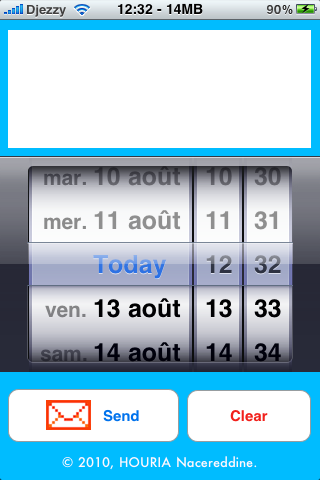 Djezzy 12:32 - 14MB 90%
mar. 10 août 10 30
mer. 11 août 11 31
Today 12 32
ven. 13 août 13 33
sam. 14 août 14 34
Send Clear
© 2010, HOURIA Nacereddine.